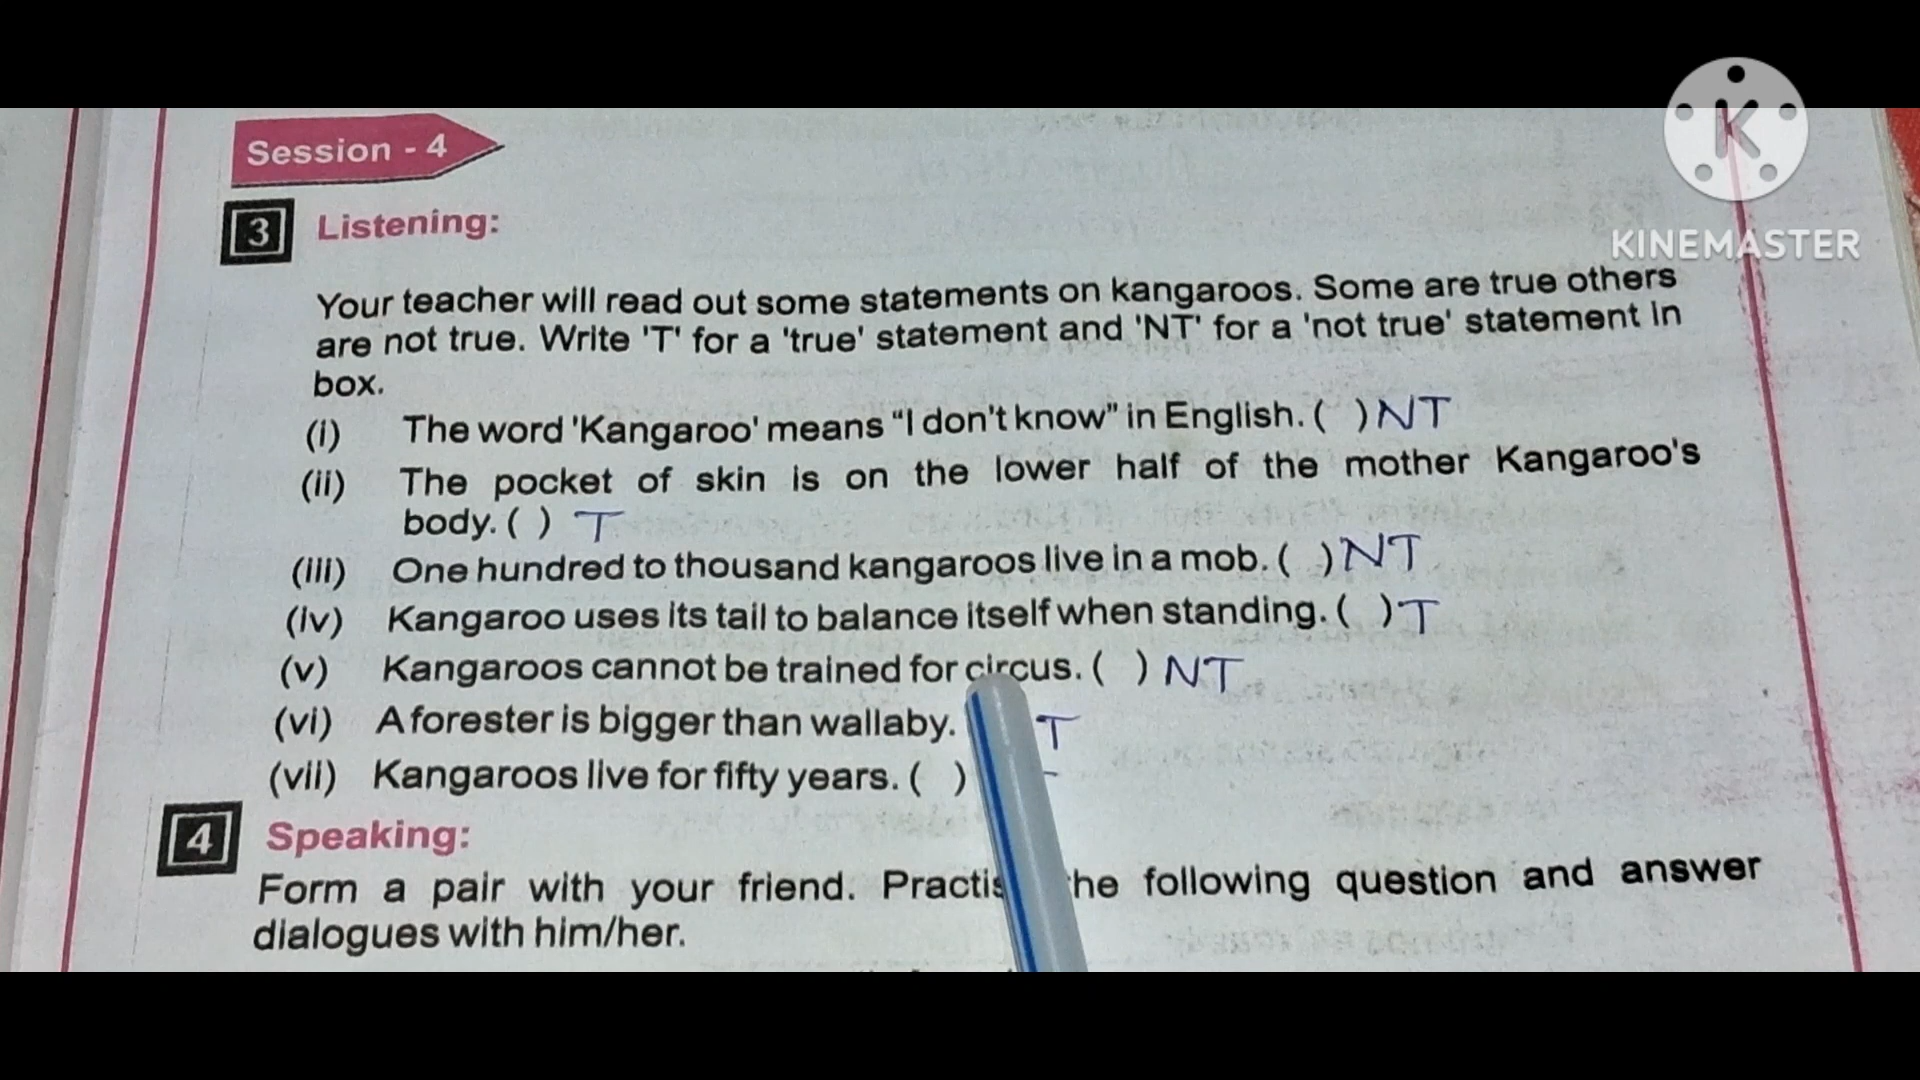 Session - 4
KINEMASTER
3 Listening:
Your teacher will read out some statements on kangaroos. Some are true others
are not true. Write 'T' for a 'true' statement and 'NT' for a 'not true' statement in
box.
(i) The word 'Kangaroo' means “I don't know” in English. ( ) NT
(ii) The pocket of skin is on the lower half of the mother Kangaroo's
body. ( ) T
(iii) One hundred to thousand kangaroos live in a mob. ( ) NT
(iv) Kangaroo uses its tail to balance itself when standing. ( ) T
(v) Kangaroos cannot be trained for circus. ( ) NT
(vi) A forester is bigger than wallaby. T
(vii) Kangaroos live for fifty years. ( )
4 Speaking:
Form a pair with your friend. following question and answer
dialogues with him/her.